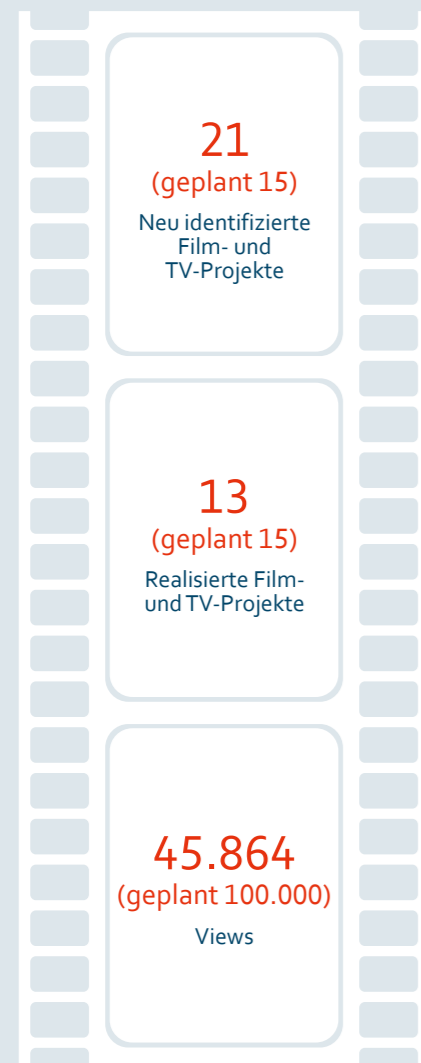 21
(geplant 15)
Neu identifizierte
Film- und
TV-Projekte
13
(geplant 15)
Realisierte Film-
und TV-Projekte
45.864
(geplant 100.000)
Views